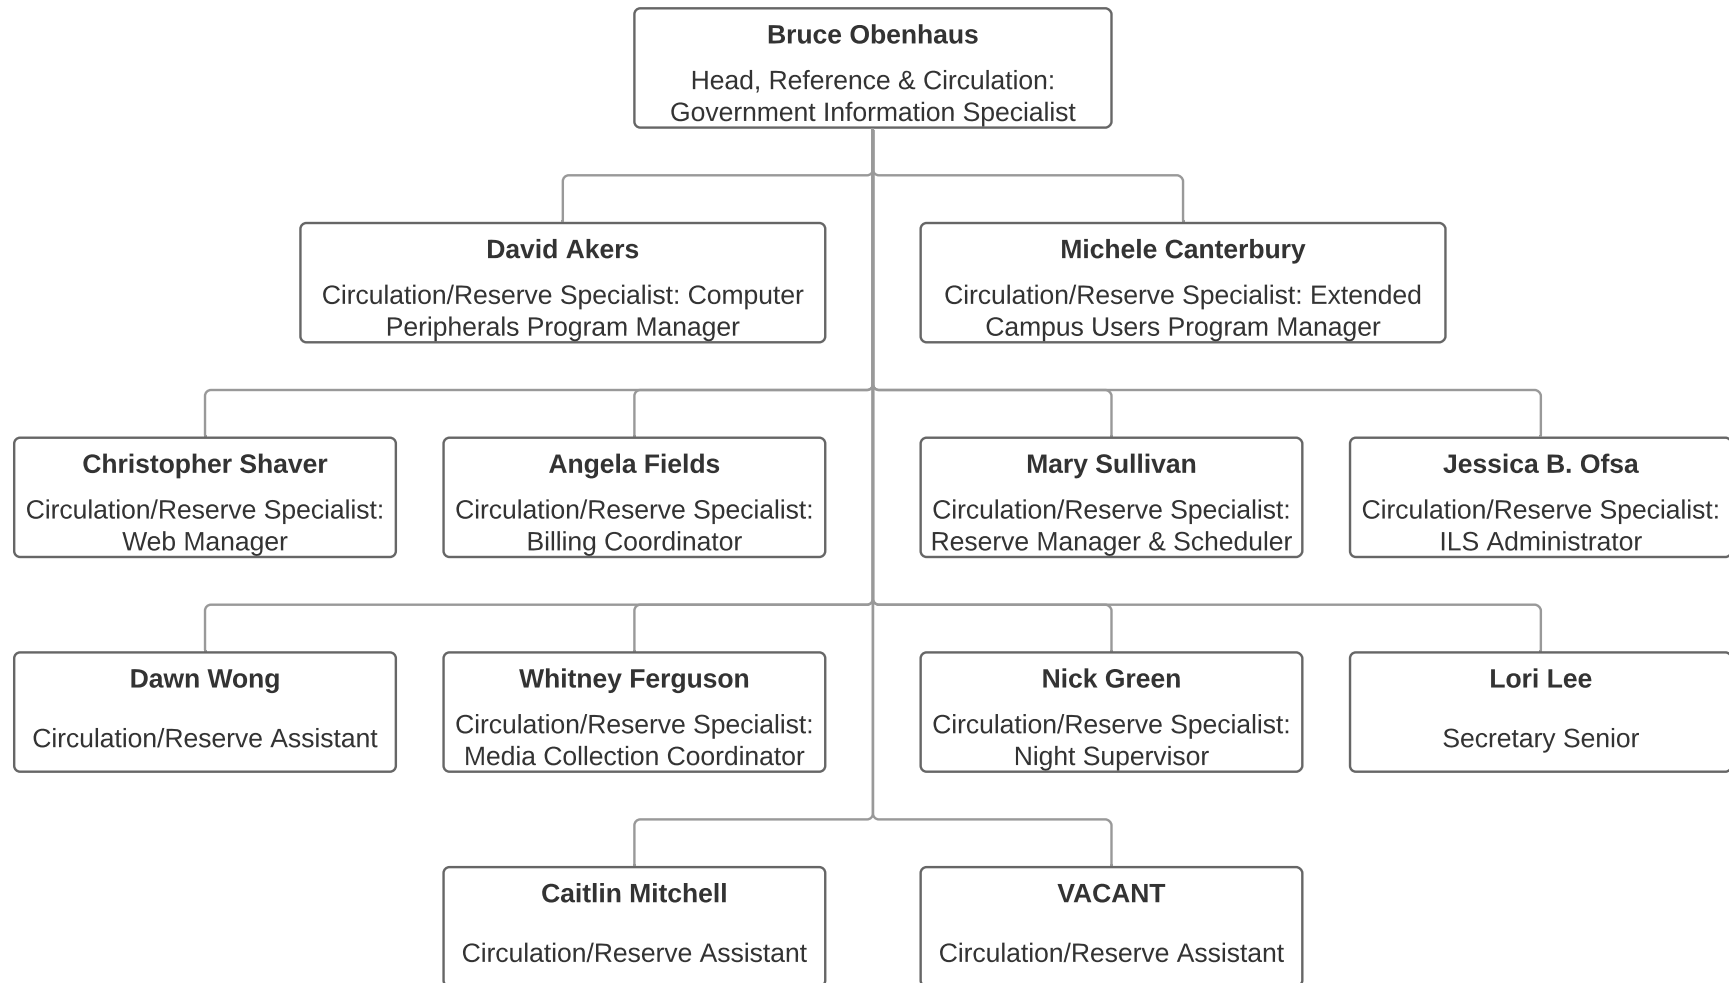 Bruce Obenhaus
Head, Reference & Circulation:
Government Information Specialist
David Akers
Circulation/Reserve Specialist: Computer
Peripherals Program Manager
Michele Canterbury
Circulation/Reserve Specialist: Extended
Campus Users Program Manager
Christopher Shaver
Circulation/Reserve Specialist:
Web Manager
Angela Fields
Circulation/Reserve Specialist:
Billing Coordinator
Mary Sullivan
Circulation/Reserve Specialist:
Reserve Manager & Scheduler
Jessica B. Ofsa
Circulation/Reserve Specialist:
ILS Administrator
Dawn Wong
Circulation/Reserve Assistant
Whitney Ferguson
Circulation/Reserve Specialist:
Media Collection Coordinator
Nick Green
Circulation/Reserve Specialist:
Night Supervisor
Lori Lee
Secretary Senior
Caitlin Mitchell
Circulation/Reserve Assistant
VACANT
Circulation/Reserve Assistant